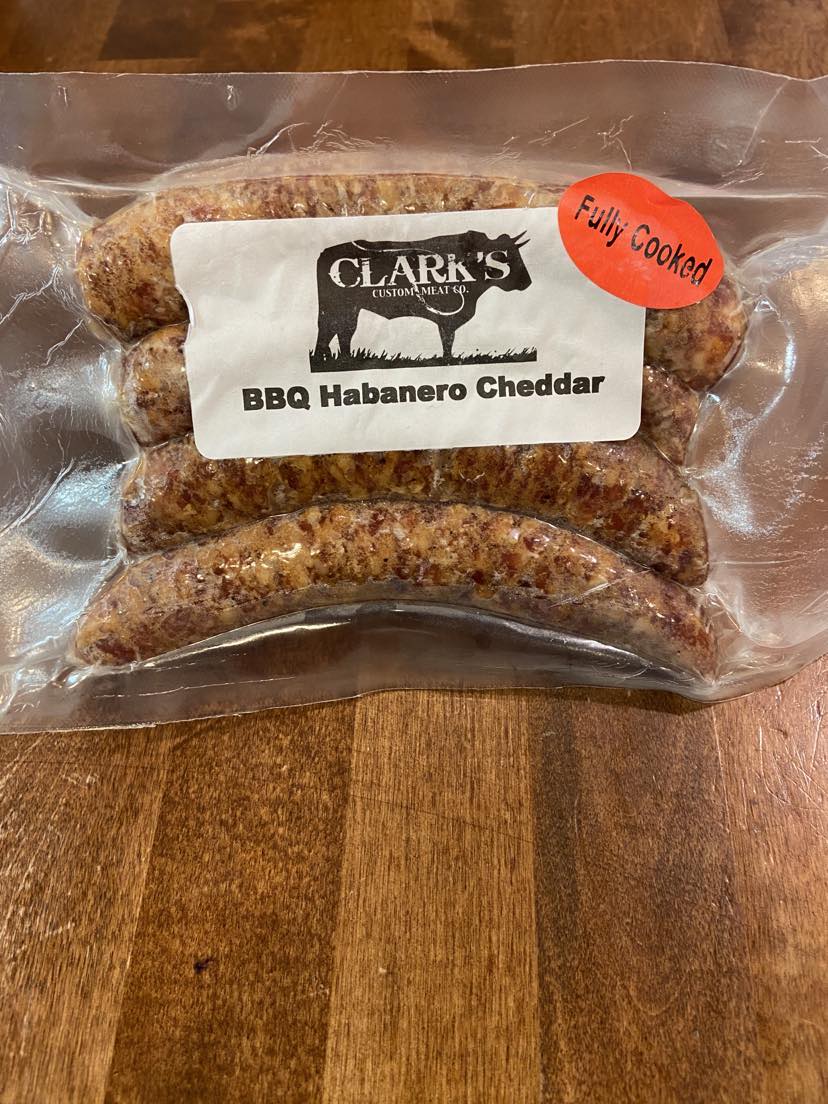 Fully Cooked
CLARK'S
CUSTOM MEAT CO.
BBQ Habanero Cheddar